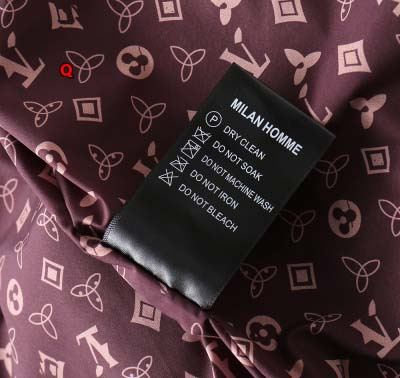 Q
MILAN HOMME
P DRY CLEAN
DO NOT SOAK
DO NOT MACHINE WASH
DO NOT IRON
DO NOT BLEACH